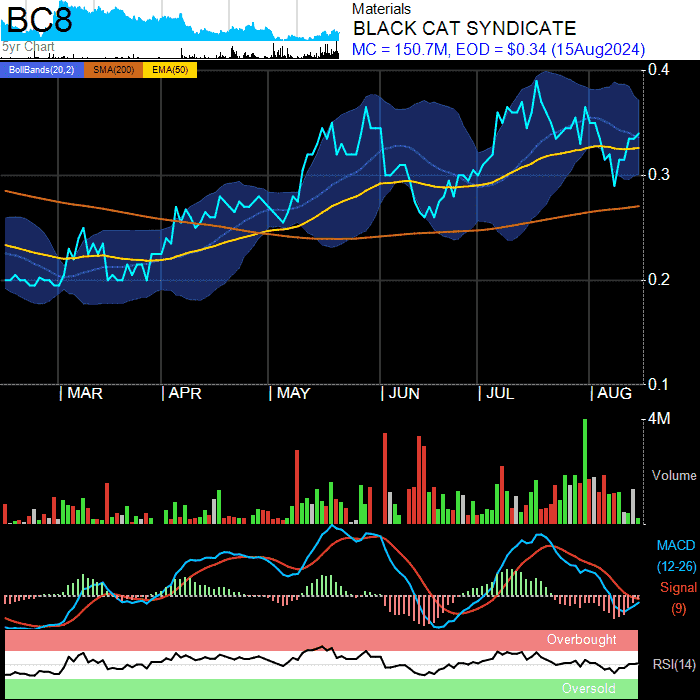 BC8
5yr Chart
Materials
BLACK CAT SYNDICATE
MC = 150.7M, EOD = $0.34 (15Aug2024)
BollBands(20,2) SMA(200) EMA(50)
0.4
0.3
0.2
0.1
MAR APR MAY JUN JUL AUG
4M
Volume
MACD
(12-26)
Signal
(9)
Overbought
RSI(14)
Oversold